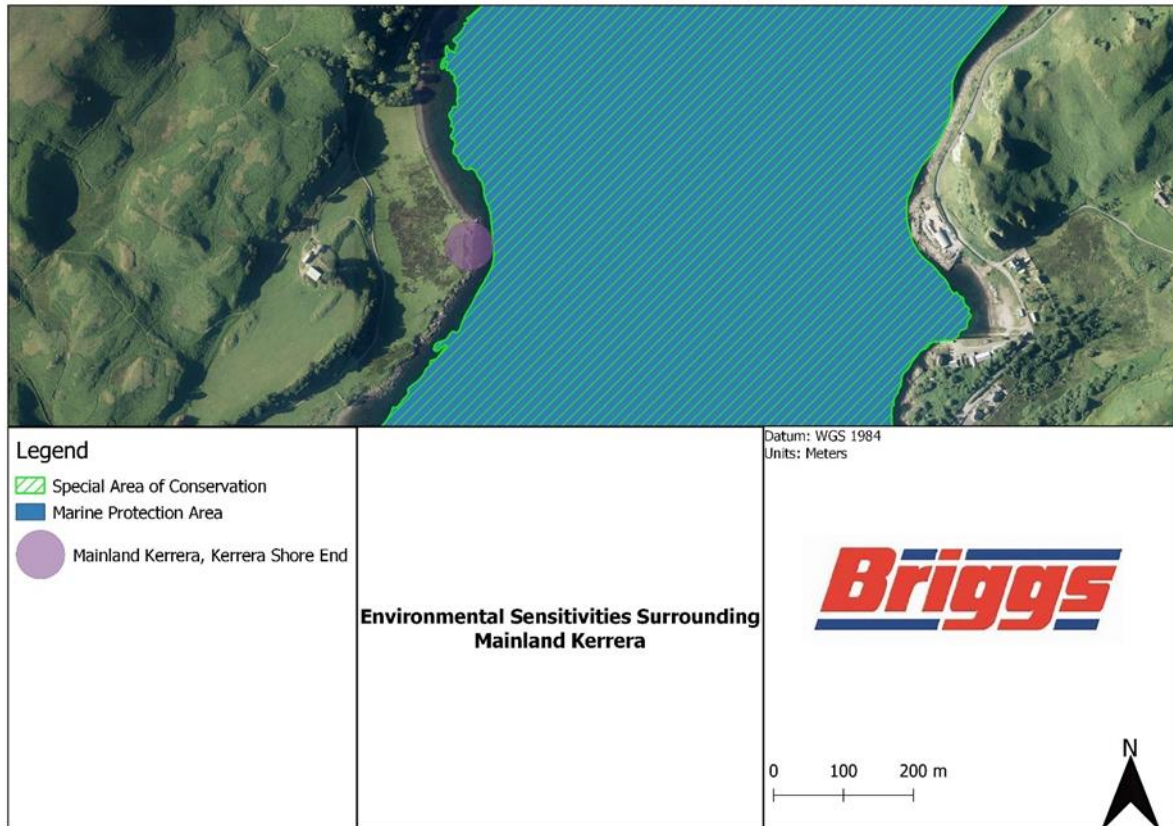 Legend
Special Area of Conservation
Marine Protection Area
Mainland Kerrera, Kerrera Shore End
Environmental Sensitivities Surrounding
Mainland Kerrera
Datum: WGS 1984
Units: Meters
Briggs
0 100 200 m
N